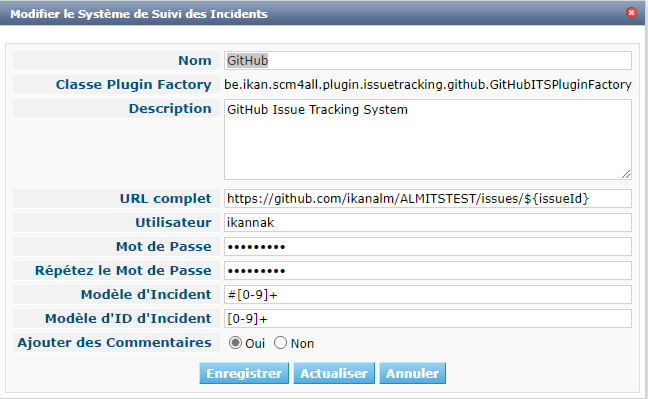 Modifier le Système de Suivi des Incidents
Nom GitHub
Classe Plugin Factory be.ikan.scm4all.plugin.issuetracking.github.GitHubITSPluginFactory
Description GitHub Issue Tracking System
URL complet https://github.com/ikanalm/ALMITSTEST/issues/${issueId}
Utilisateur ikannak
Mot de Passe •••••••••
Répétez le Mot de Passe •••••••••
Modèle d'Incident #[0-9]+
Modèle d'ID d'Incident [0-9]+
Ajouter des Commentaires Oui Non
Enregistrer Actualiser Annuler